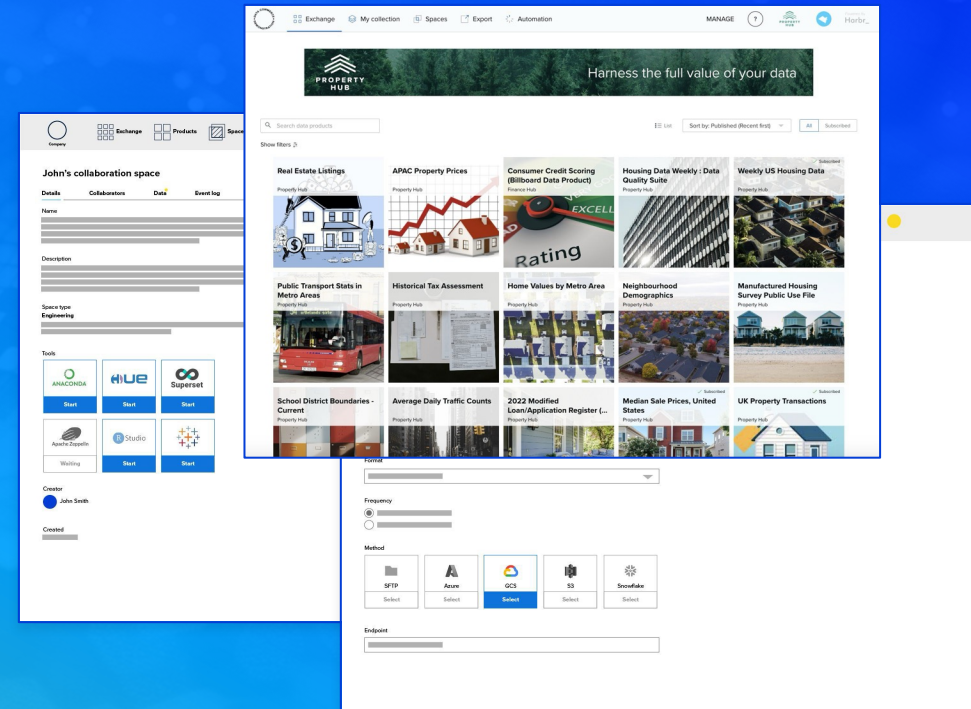 Exchange
My collection
Spaces
Export
Automation
MANAGE
?
PROPERTY
HUB
Harbr_
PROPERTY
HUB
Harness the full value of your data
Search data products
List
Sort by: Published (Recent first)
All
Subscribed
Show filters
Real Estate Listings
Property Hub
APAC Property Prices
Property Hub
Consumer Credit Scoring
(Billboard Data Product)
Finance Hub
EXCELL
Rating
Housing Data Weekly : Data
Quality Suite
Property Hub
Subscribed
Weekly US Housing Data
Property Hub
Public Transport Stats in
Metro Areas
Property Hub
Historical Tax Assessment
Property Hub
Home Values by Metro Area
Property Hub
Neighbourhood
Demographics
Property Hub
Manufactured Housing
Survey Public Use File
Property Hub
School District Boundaries -
Current
Property Hub
Average Daily Traffic Counts
Property Hub
2022 Modified
Loan/Application Register (...
Property Hub
Subscribed
Median Sale Prices, United
States
Property Hub
Subscribed
UK Property Transactions
Property Hub
Company
Exchange
Products
Space
John's collaboration space
Details
Collaborators
Data
Event log
Name
Description
Space type
Engineering
Tools
ANACONDA
Start
HUE
Start
Superset
Start
Apache Zeppelin
Waiting
R Studio
Start
Start
Creator
John Smith
Created
Format
Frequency
Method
SFTP
Select
Azure
Select
GCS
Select
S3
Select
Snowflake
Select
Endpoint